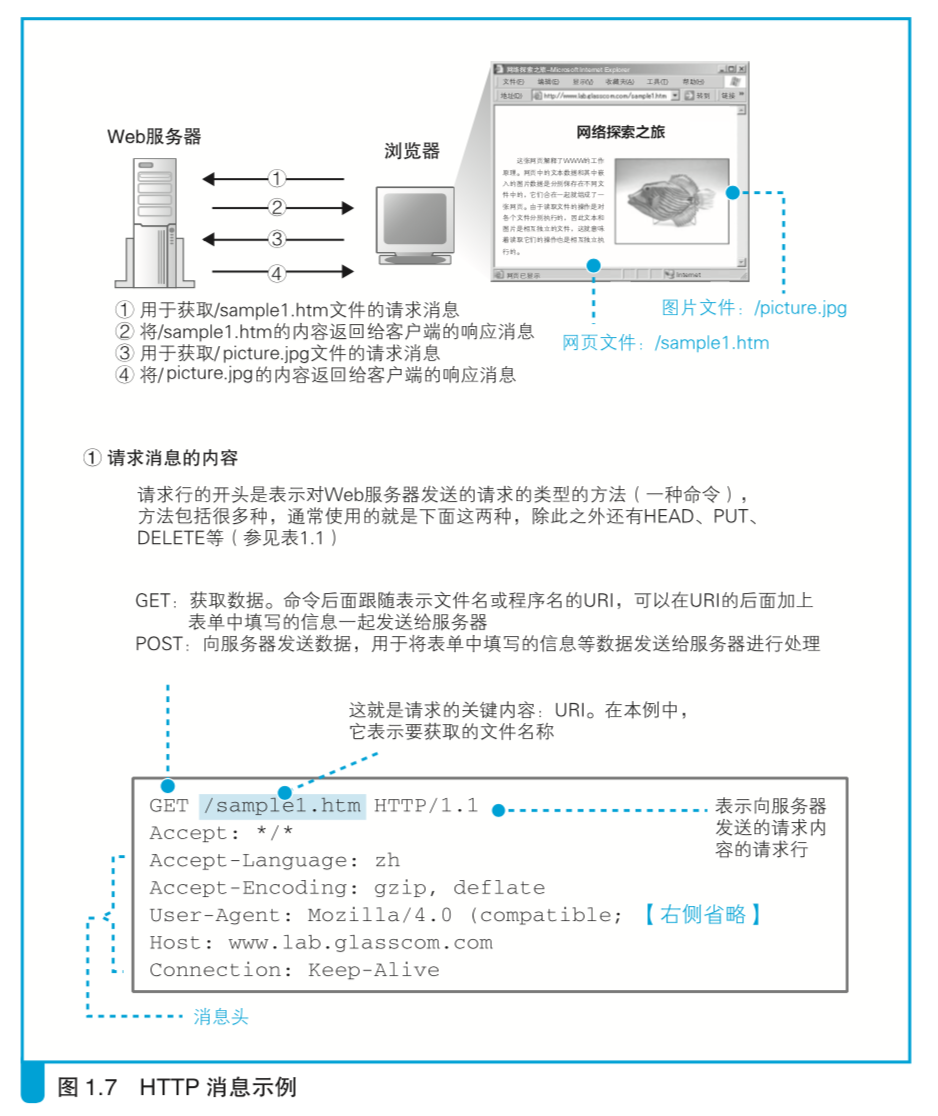 网络探索之旅-Microsoft Internet Explorer
文件(F) 编辑(E) 显示(V) 收藏夹(A) 工具(T) 帮助(H)
地址(D) http://www.lab.glasscom.com/sample1.htm 转到 链接 »
Web服务器
浏览器
网络探索之旅
这张网页解释了WWW的工作
原理。网页中的文本数据和其中嵌
入的图片数据是分别保存在不同文
件中的，它们合在一起就组成了一
张网页。由于读取文件的操作是对
各个文件分别执行的，因此文本和
图片是相互独立的文件，这就意味
着读取它们的操作也是相互独立执
行的。
①
②
③
④
网页已显示 Internet
图片文件：/picture.jpg
网页文件：/sample1.htm
① 用于获取/sample1.htm文件的请求消息
② 将/sample1.htm的内容返回给客户端的响应消息
③ 用于获取/picture.jpg文件的请求消息
④ 将/picture.jpg的内容返回给客户端的响应消息
① 请求消息的内容
请求行的开头是表示对Web服务器发送的请求的类型的方法（一种命令），
方法包括很多种，通常使用的就是下面这两种，除此之外还有HEAD、PUT、
DELETE等（参见表1.1）
GET：获取数据。命令后面跟随表示文件名或程序名的URI，可以在URI的后面加上
表单中填写的信息一起发送给服务器
POST：向服务器发送数据，用于将表单中填写的信息等数据发送给服务器进行处理
这就是请求的关键内容：URI。在本例中，
它表示要获取的文件名称
GET /sample1.htm HTTP/1.1
Accept: */*
Accept-Language: zh
Accept-Encoding: gzip, deflate
User-Agent: Mozilla/4.0 (compatible; 【右侧省略】
Host: www.lab.glasscom.com
Connection: Keep-Alive
表示向服务器
发送的请求内
容的请求行
消息头
图 1.7 HTTP 消息示例